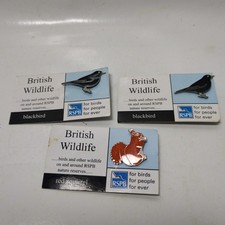 British
Wildlife
...birds and other wildlife
on and around RSPB
nature reserves...
blackbird
RSPB
for birds
for people
for ever
British
Wildlife
...birds and other wildlife
on and around RSPB
nature reserves...
blackbird
RSPB
for birds
for people
for ever
British
Wildlife
...birds and other wildlife
on and around RSPB
nature reserves...
red squirrel
RSPB
for birds
for people
for ever